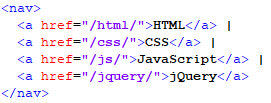 <nav>
  <a href="/html/">HTML</a> |
  <a href="/css/">CSS</a> |
  <a href="/js/">JavaScript</a> |
  <a href="/jquery/">jQuery</a>
</nav>